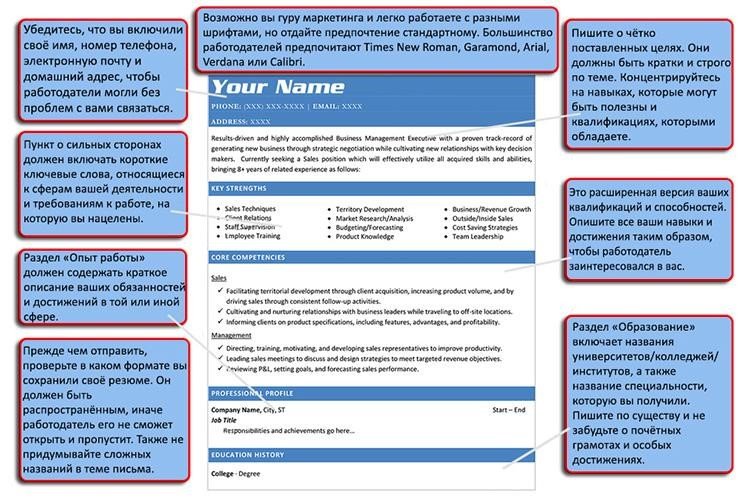 Убедитесь, что вы включили
своё имя, номер телефона,
электронную почту и
домашний адрес, чтобы
работодатели могли без
проблем с вами связаться.
Возможно вы гуру маркетинга и легко работаете с разными
шрифтами, но отдайте предпочтение стандартному. Большинство
работодателей предпочитают Times New Roman, Garamond, Arial,
Verdana или Calibri.
Пишите о чётко
поставленных целях. Они
должны быть кратки и строго
по теме. Концентрируйтесь
на навыках, которые могут
быть полезны и
квалификациях, которыми
обладаете.
Пункт о сильных сторонах
должен включать короткие
ключевые слова, относящиеся
к сферам вашей деятельности
и требованиям к работе, на
которую вы нацелены.
Раздел «Опыт работы»
должен содержать краткое
описание ваших обязанностей
и достижений в той или иной
сфере.
Прежде чем отправить,
проверьте в каком формате вы
сохранили своё резюме. Он
должен быть
распространённым, иначе
работодатель его не сможет
открыть и пропустит. Также не
придумывайте сложных
названий в теме письма.
Your Name
PHONE: (XXX) XXX-XXXX | EMAIL: XXXX
ADDRESS: XXXX
Results-driven and highly accomplished Business Management Executive with a proven track-record of
generating new business through strategic negotiation while cultivating new relationships with key decision
makers. Currently seeking a Sales position which will effectively utilize all acquired skills and abilities,
bringing 8+ years of related experience as follows:
KEY STRENGTHS
• Sales Techniques • Territory Development • Business/Revenue Growth
• Client Relations • Market Research/Analysis • Outside/Inside Sales
• Staff Supervision • Budgeting/Forecasting • Cost Saving Strategies
• Employee Training • Product Knowledge • Team Leadership
CORE COMPETENCIES
Sales
✓ Facilitating territorial development through client acquisition, increasing product volume, and by
driving sales through consistent follow-up activities.
✓ Cultivating and nurturing relationships with business leaders while traveling to off-site locations.
✓ Informing clients on product specifications, including features, advantages, and profitability.
Management
✓ Directing, training, motivating, and developing sales representatives to improve productivity.
✓ Leading sales meetings to discuss and design strategies to meet targeted revenue objectives.
✓ Reviewing P&L, setting goals, and forecasting sales performance.
PROFESSIONAL PROFILE
Company Name, City, ST Start – End
Job Title
Responsibilities and achievements go here…
EDUCATION HISTORY
College - Degree
Это расширенная версия ваших
квалификаций и способностей.
Опишите все ваши навыки и
достижения таким образом,
чтобы работодатель
заинтересовался в вас.
Раздел «Образование»
включает названия
университетов/колледжей/
институтов, а также
название специальности,
которую вы получили.
Пишите по существу и не
забудьте о почётных
грамотах и особых
достижениях.